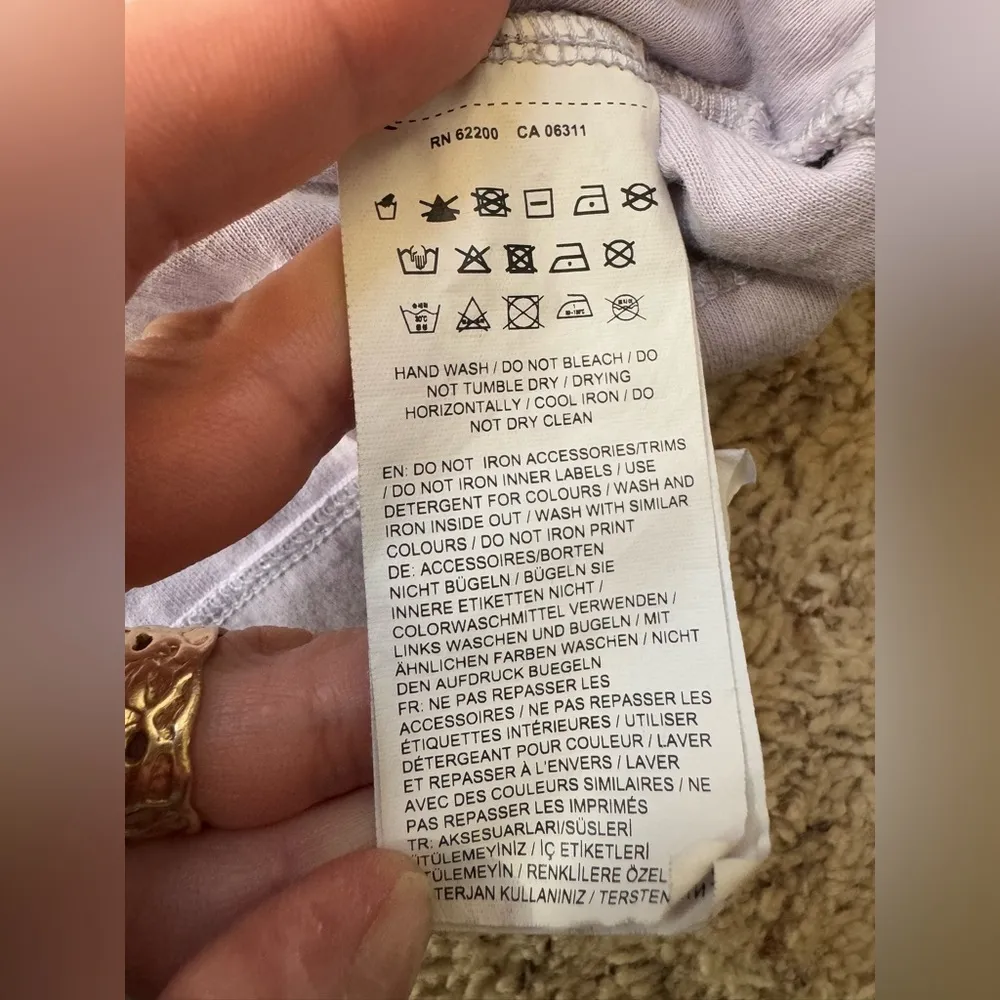 RN 62200 CA 06311
HAND WASH / DO NOT BLEACH / DO
NOT TUMBLE DRY / DRYING
HORIZONTALLY / COOL IRON / DO
NOT DRY CLEAN
EN: DO NOT IRON ACCESSORIES/TRIMS
/ DO NOT IRON INNER LABELS / USE
DETERGENT FOR COLOURS / WASH AND
IRON INSIDE OUT / WASH WITH SIMILAR
COLOURS / DO NOT IRON PRINT
DE: ACCESSOIRES/BORTEN
NICHT BÜGELN / BÜGELN SIE
INNERE ETIKETTEN NICHT /
COLORWASCHMITTEL VERWENDEN /
LINKS WASCHEN UND BUGELN / MIT
ÄHNLICHEN FARBEN WASCHEN / NICHT
DEN AUFDRUCK BUEGELN
FR: NE PAS REPASSER LES
ACCESSOIRES / NE PAS REPASSER LES
ÉTIQUETTES INTÉRIEURES / UTILISER
DÉTERGEANT POUR COULEUR / LAVER
ET REPASSER À L'ENVERS / LAVER
AVEC DES COULEURS SIMILAIRES / NE
PAS REPASSER LES IMPRIMÉS
TR: AKSESUARLARI/SÜSLERİ
ÜTÜLEMEYİNİZ / İÇ ETİKETLERİ
ÜTÜLEMEYİN / RENKLİLERE ÖZEL
TERJAN KULLANINIZ / TERSTEN